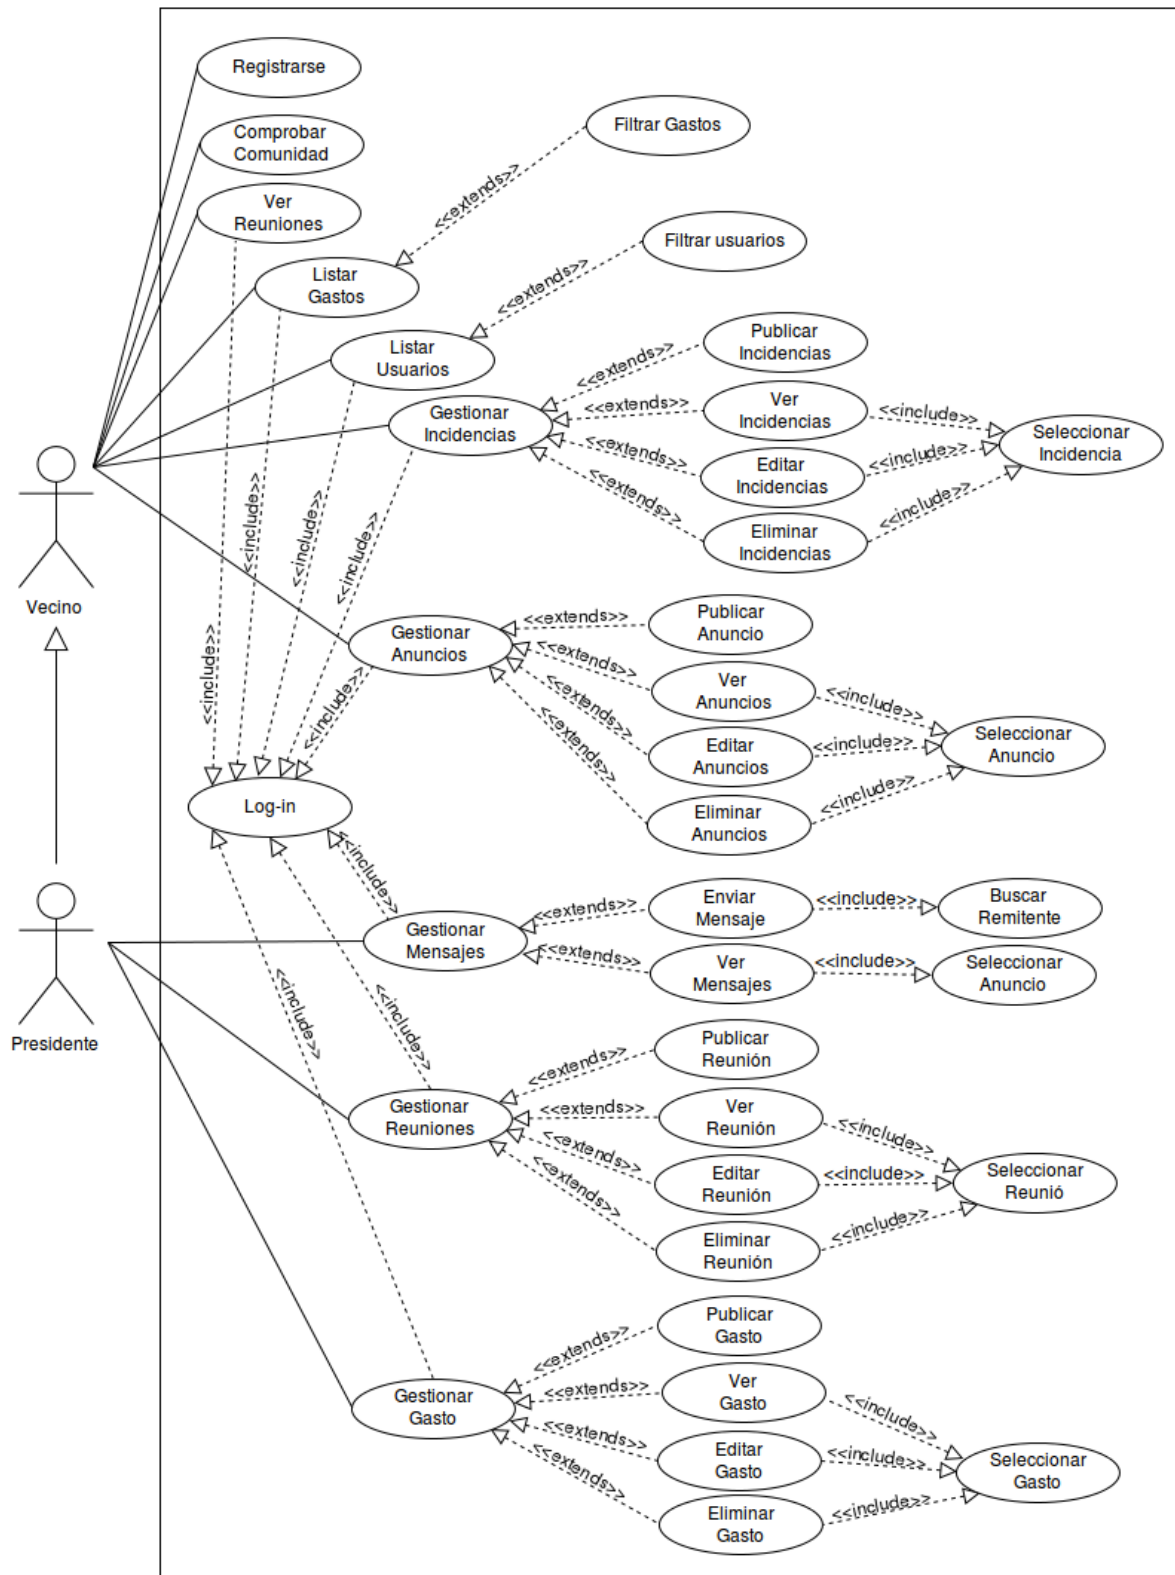 Registrarse
Comprobar
Comunidad
Ver
Reuniones
Filtrar Gastos
<<extends>>
Listar
Gastos
Filtrar usuarios
<<extends>>
Listar
Usuarios
Gestionar
Incidencias
<<extends>>
Publicar
Incidencias
<<extends>>
Ver
Incidencias
<<include>>
<<extends>>
Editar
Incidencias
<<include>>
<<extends>>
Eliminar
Incidencias
<<include>>
Seleccionar
Incidencia
Vecino
<<include>>
<<include>>
<<include>>
<<include>>
<<include>>
Gestionar
Anuncios
<<extends>>
Publicar
Anuncio
<<extends>>
Ver
Anuncios
<<include>>
<<extends>>
Editar
Anuncios
<<include>>
<<extends>>
Eliminar
Anuncios
<<include>>
Seleccionar
Anuncio
Log-in
<<include>>
Gestionar
Mensajes
<<extends>>
Enviar
Mensaje
<<include>>
Buscar
Remitente
<<extends>>
Ver
Mensajes
<<include>>
Seleccionar
Anuncio
Presidente
<<include>>
<<include>>
Gestionar
Reuniones
<<extends>>
Publicar
Reunión
<<extends>>
Ver
Reunión
<<include>>
<<extends>>
Editar
Reunión
<<include>>
<<extends>>
Eliminar
Reunión
<<include>>
Seleccionar
Reunió
Gestionar
Gasto
<<extends>>
Publicar
Gasto
<<extends>>
Ver
Gasto
<<include>>
<<extends>>
Editar
Gasto
<<include>>
<<extends>>
Eliminar
Gasto
<<include>>
Seleccionar
Gasto